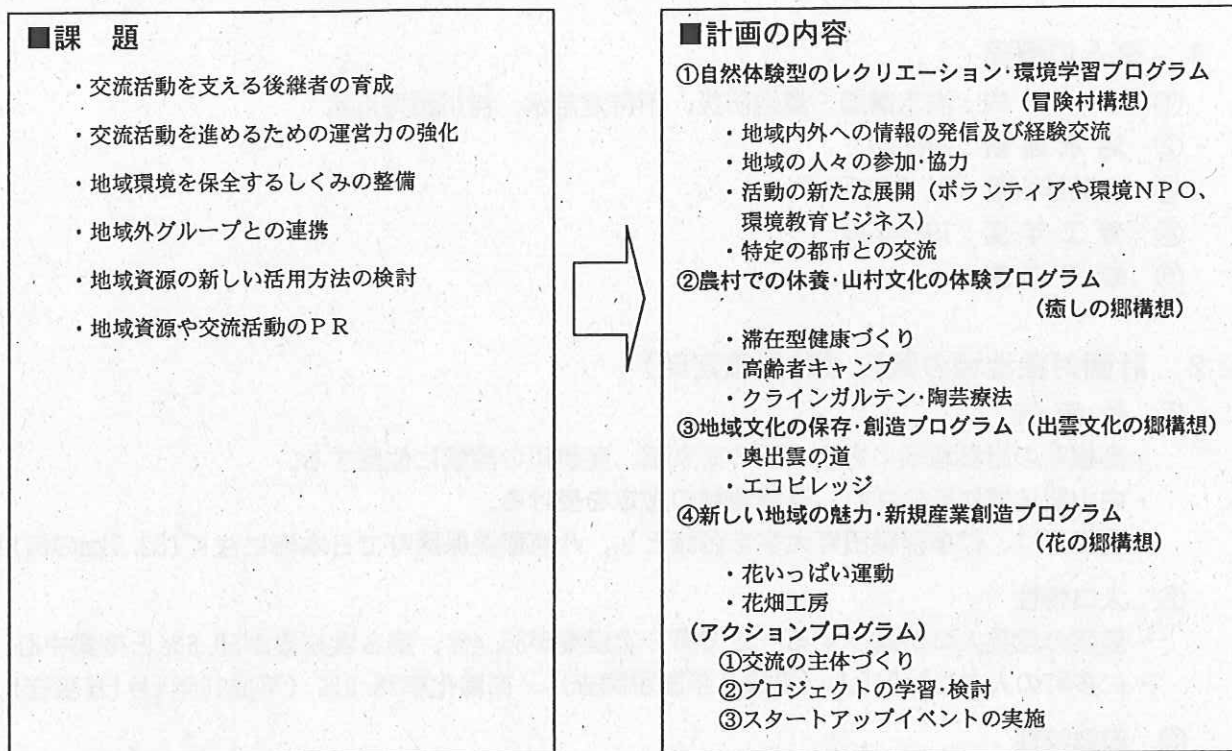 ■課　題
・交流活動を支える後継者の育成
・交流活動を進めるための運営力の強化
・地域環境を保全するしくみの整備
・地域外グループとの連携
・地域資源の新しい活用方法の検討
・地域資源や交流活動のＰＲ
■計画の内容
①自然体験型のレクリエーション・環境学習プログラム
（冒険村構想）
・地域内外への情報の発信及び経験交流
・地域の人々の参加・協力
・活動の新たな展開（ボランティアや環境ＮＰＯ、
環境教育ビジネス）
・特定の都市との交流
②農村での休養・山村文化の体験プログラム
（癒しの郷構想）
・滞在型健康づくり
・高齢者キャンプ
・クラインガルテン・陶芸療法
③地域文化の保存・創造プログラム（出雲文化の郷構想）
・奥出雲の道
・エコビレッジ
④新しい地域の魅力・新規産業創造プログラム
（花の郷構想）
・花いっぱい運動
・花畑工房
（アクションプログラム）
①交流の主体づくり
②プロジェクトの学習・検討
③スタートアップイベントの実施